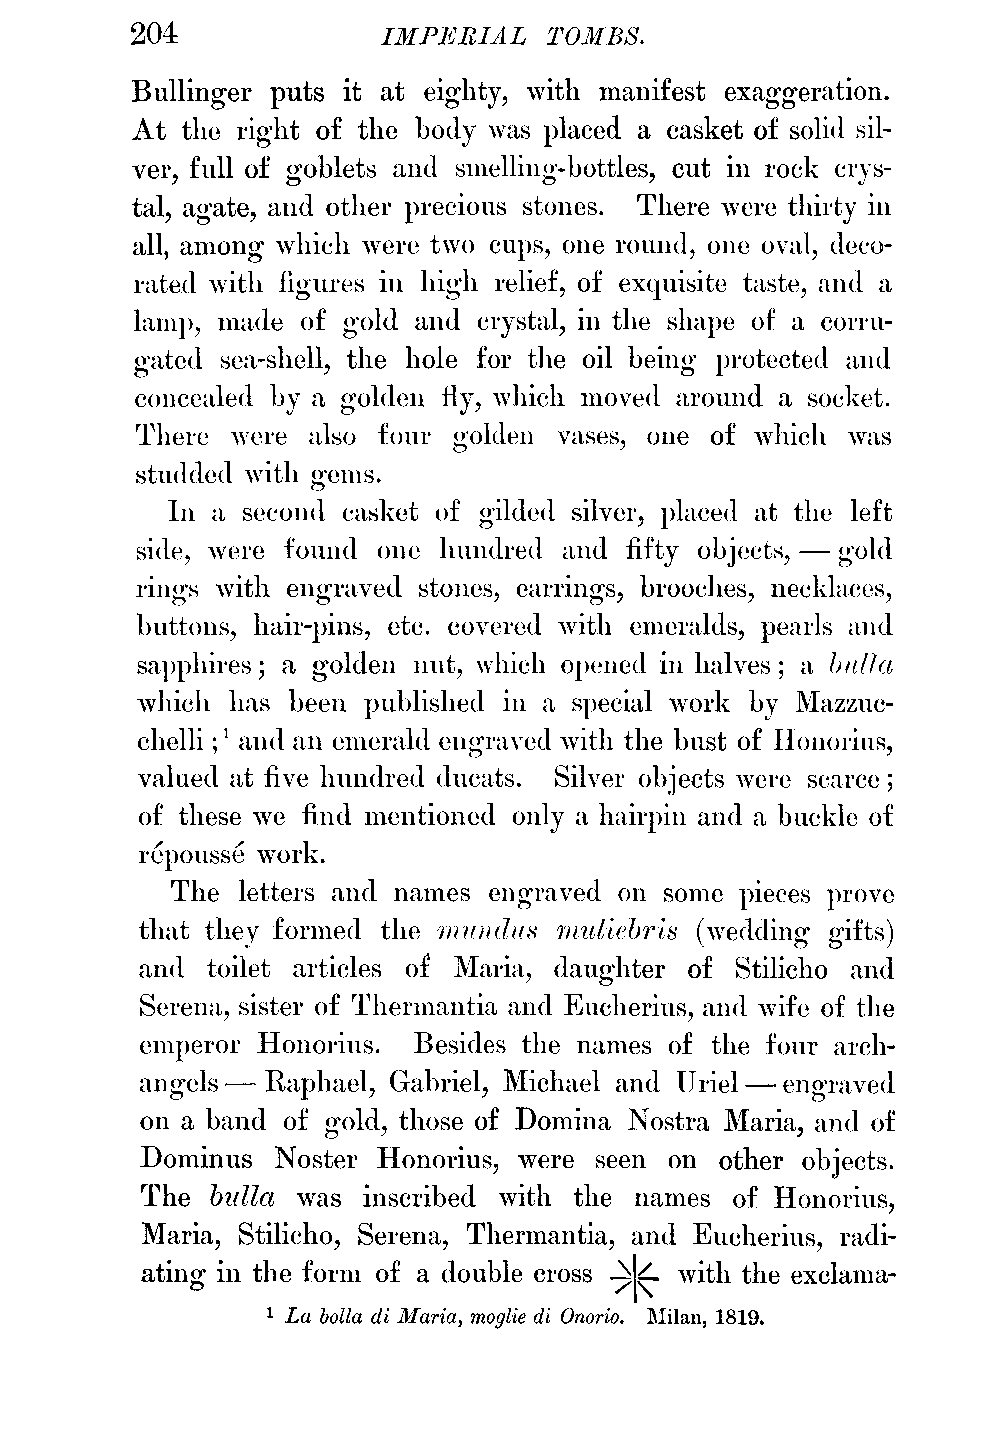 204 IMPERIAL TOMBS.
Bullinger puts it at eighty, with manifest exaggeration.
At the right of the body was placed a casket of solid sil-
ver, full of goblets and smelling-bottles, cut in rock crys-
tal, agate, and other precious stones. There were thirty in
all, among which were two cups, one round, one oval, deco-
rated with figures in high relief, of exquisite taste, and a
lamp, made of gold and crystal, in the shape of a corru-
gated sea-shell, the hole for the oil being protected and
concealed by a golden fly, which moved around a socket.
There were also four golden vases, one of which was
studded with gems.
In a second casket of gilded silver, placed at the left
side, were found one hundred and fifty objects, — gold
rings with engraved stones, earrings, brooches, necklaces,
buttons, hair-pins, etc. covered with emeralds, pearls and
sapphires; a golden nut, which opened in halves; a bulla
which has been published in a special work by Mazzuc-
chelli;¹ and an emerald engraved with the bust of Honorius,
valued at five hundred ducats. Silver objects were scarce;
of these we find mentioned only a hairpin and a buckle of
répoussé work.
The letters and names engraved on some pieces prove
that they formed the mundus muliebris (wedding gifts)
and toilet articles of Maria, daughter of Stilicho and
Serena, sister of Thermantia and Eucherius, and wife of the
emperor Honorius. Besides the names of the four arch-
angels — Raphael, Gabriel, Michael and Uriel — engraved
on a band of gold, those of Domina Nostra Maria, and of
Dominus Noster Honorius, were seen on other objects.
The bulla was inscribed with the names of Honorius,
Maria, Stilicho, Serena, Thermantia, and Eucherius, radi-
ating in the form of a double cross with the exclama-
¹ La bolla di Maria, moglie di Onorio. Milan, 1819.